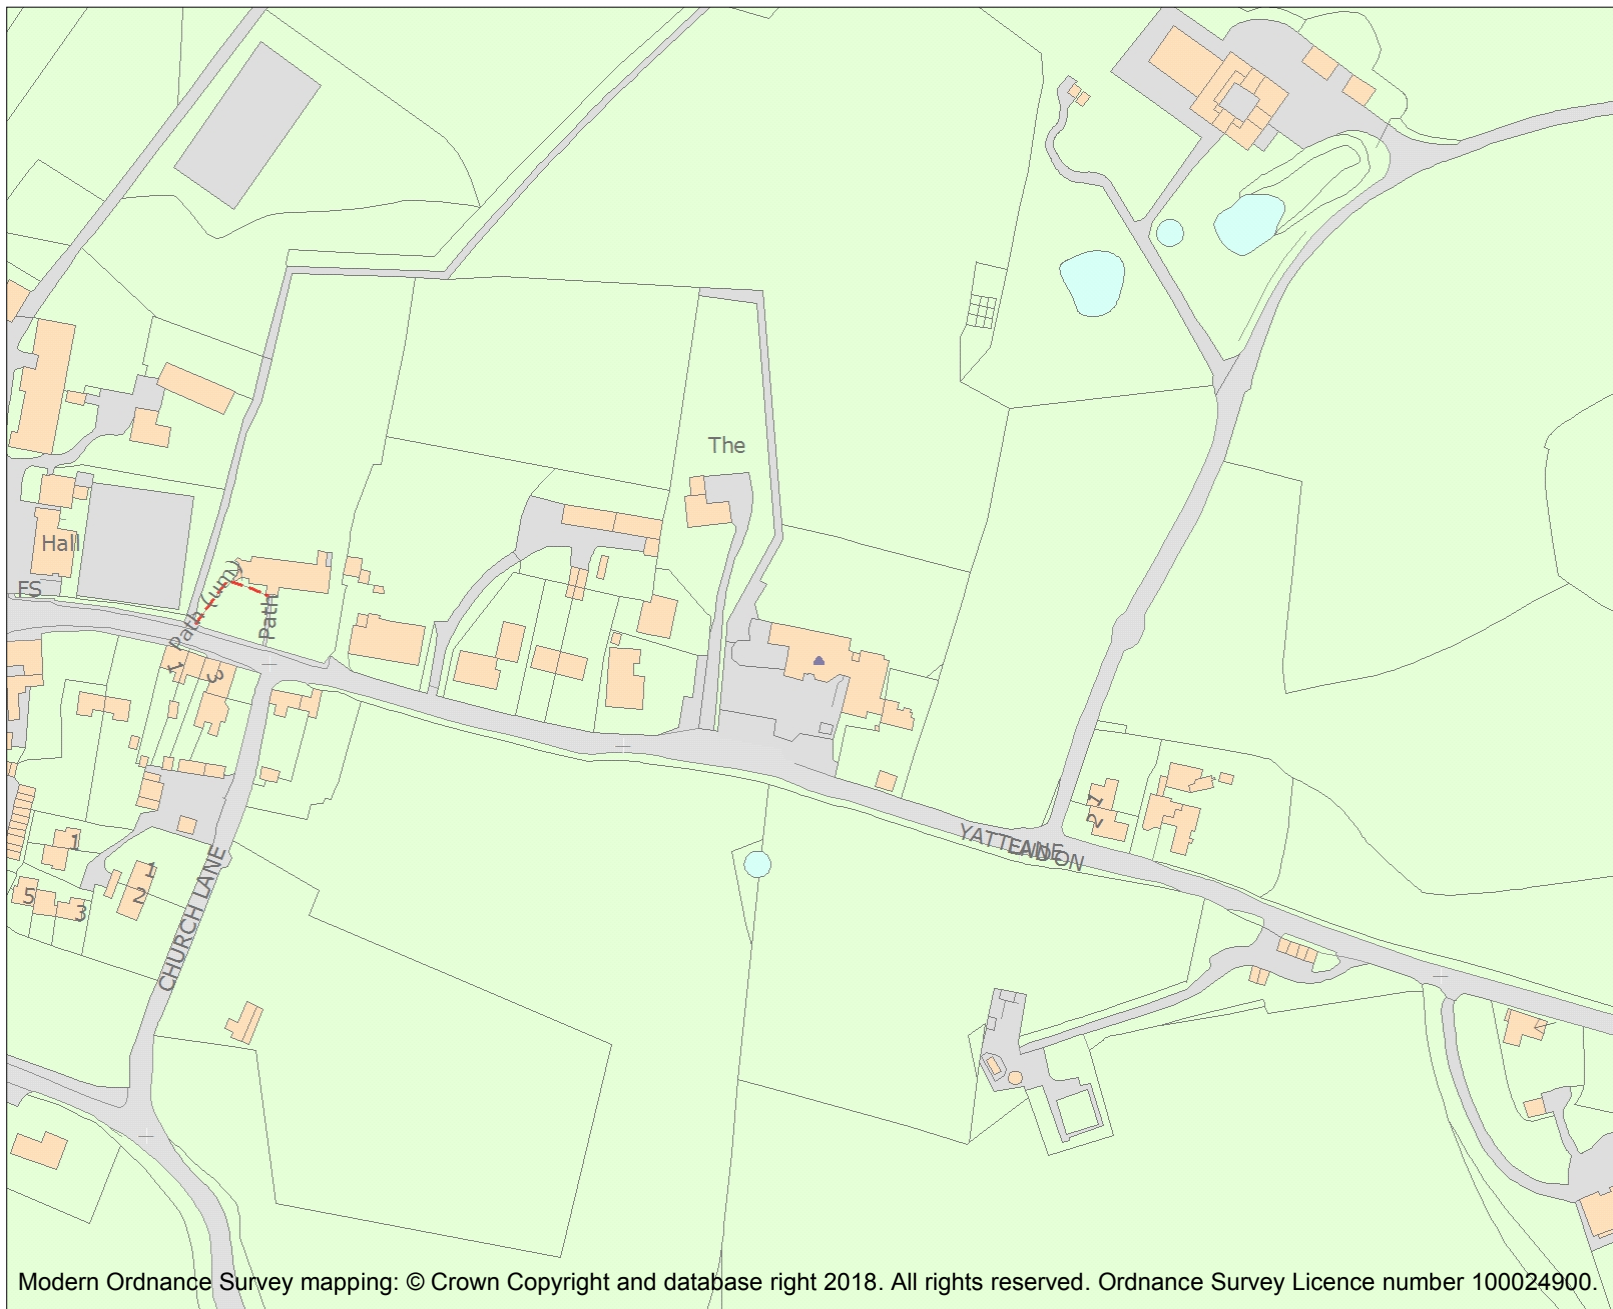 The
Hall
FS
Path (um)
Path
1
3
YATTENDON
LANE
1
2
1
1
2
5
3
CHURCH LANE
Modern Ordnance Survey mapping: © Crown Copyright and database right 2018. All rights reserved. Ordnance Survey Licence number 100024900.